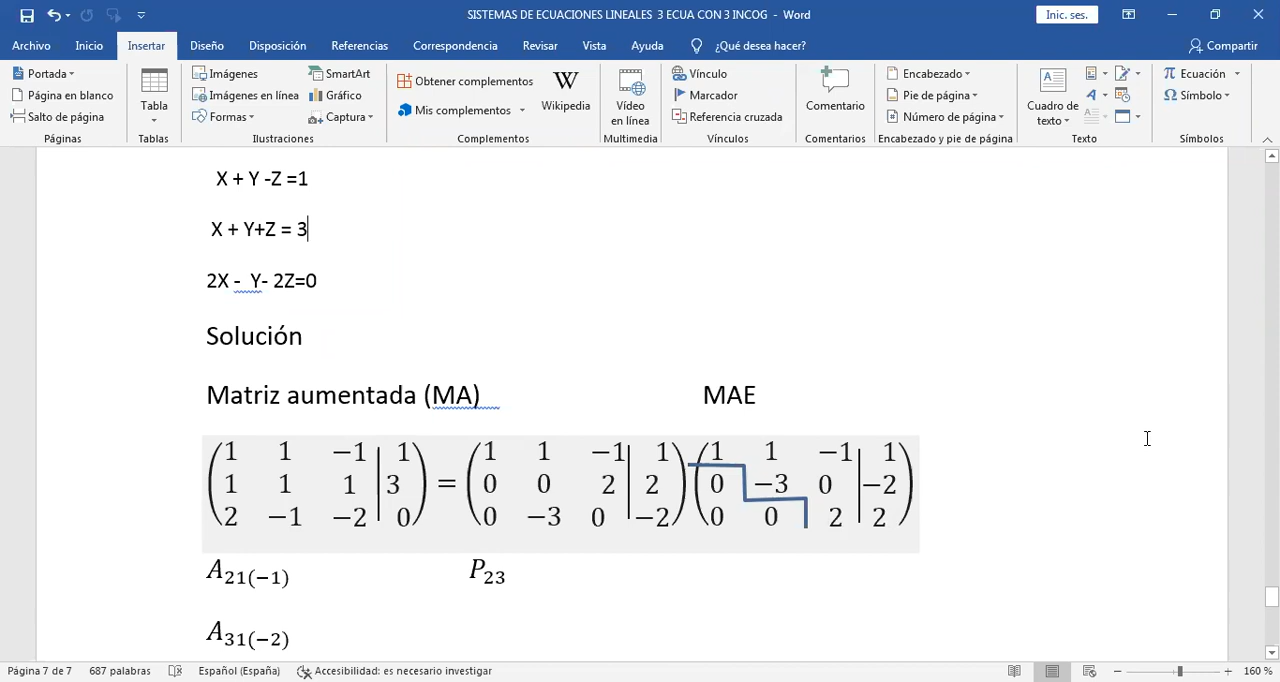 SISTEMAS DE ECUACIONES LINEALES 3 ECUA CON 3 INCOG - Word
Inic. ses.
Archivo Inicio Insertar Diseño Disposición Referencias Correspondencia Revisar Vista Ayuda ¿Qué desea hacer? Compartir
Portada
Página en blanco
Salto de página
Páginas
Tabla
Tablas
Imágenes
Imágenes en línea
Formas
SmartArt
Gráfico
Captura
Ilustraciones
Obtener complementos
Mis complementos
Wikipedia
Complementos
Vídeo
en línea
Multimedia
Vínculo
Marcador
Referencia cruzada
Vínculos
Comentario
Comentarios
Encabezado
Pie de página
Número de página
Encabezado y pie de página
Cuadro de
texto
Texto
Ecuación
Símbolo
Símbolos
X + Y -Z =1
X + Y+Z = 3
2X - Y- 2Z=0
Solución
Matriz aumentada (MA) MAE
(1 1 −1 | 1) = (1 1 −1 | 1) (1 1 −1 | 1)
(1 1 1 | 3) (0 0 2 | 2) (0 −3 0 | −2)
(2 −1 −2 | 0) (0 −3 0 | −2) (0 0 2 | 2)
A21(−1) P23
A31(−2)
Página 7 de 7 687 palabras Español (España) Accesibilidad: es necesario investigar 160 %